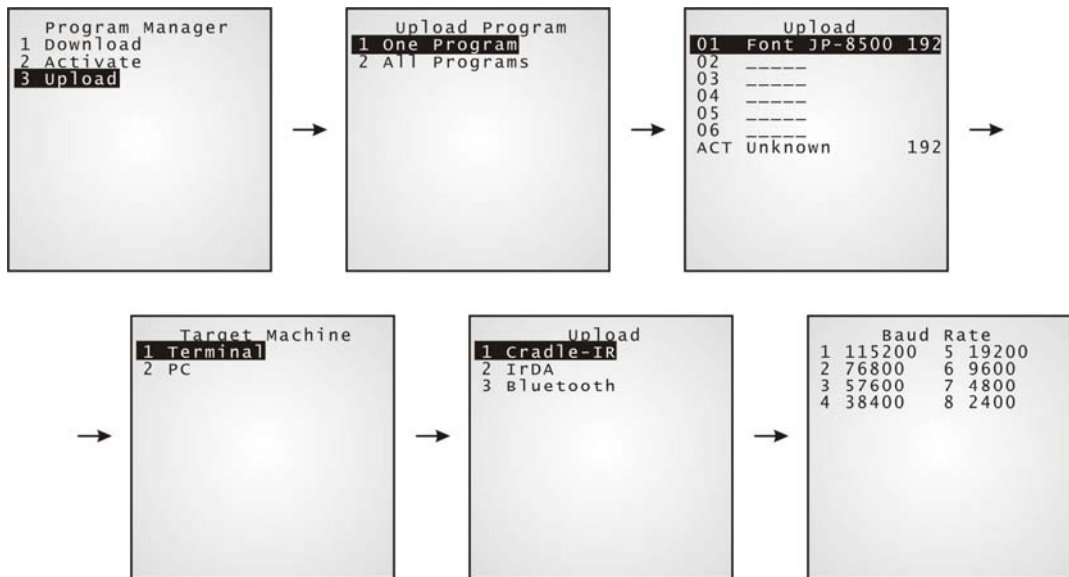 Program Manager
1 Download
2 Activate
3 Upload
Upload Program
1 One Program
2 All Programs
Upload
01 Font JP-8500 192
02 _____
03 _____
04 _____
05 _____
06 _____
ACT Unknown 192
Target Machine
1 Terminal
2 PC
Upload
1 Cradle-IR
2 IrDA
3 Bluetooth
Baud Rate
1 115200 5 19200
2 76800 6 9600
3 57600 7 4800
4 38400 8 2400